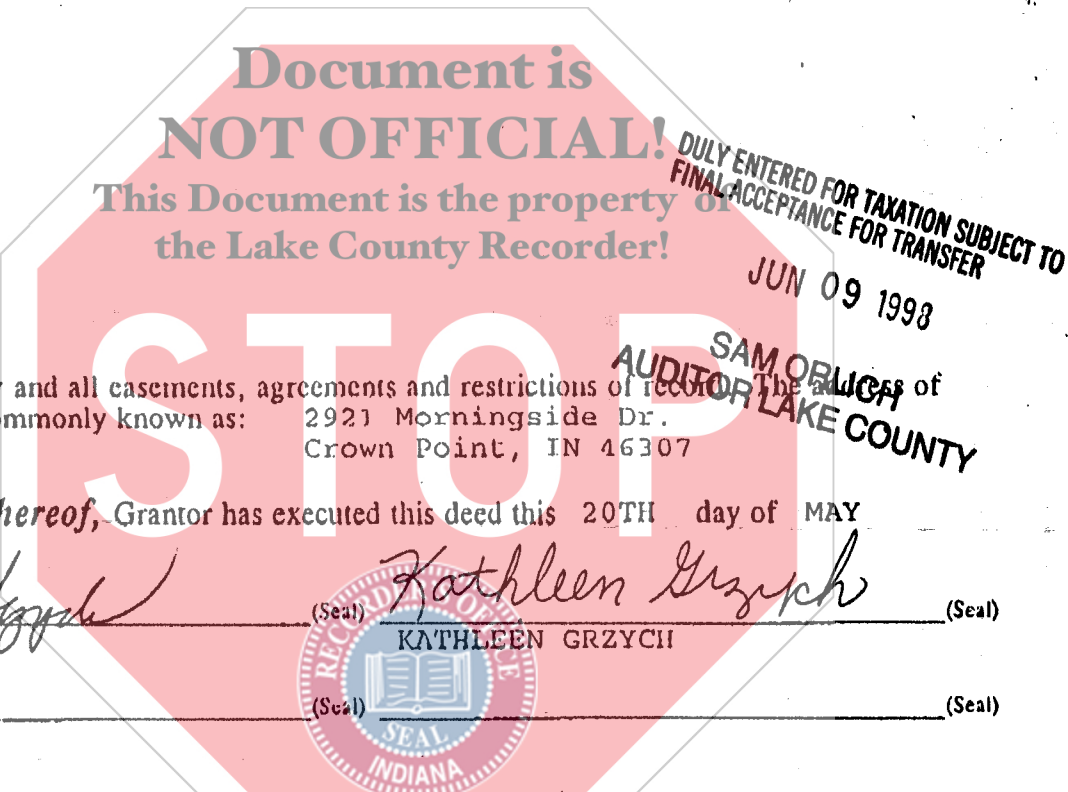 Document is
NOT OFFICIAL!
This Document is the property of
the Lake County Recorder!
DULY ENTERED FOR TAXATION SUBJECT TO
FINAL ACCEPTANCE FOR TRANSFER
JUN 09 1998
SAM ORLICH
AUDITOR LAKE COUNTY
STOP
and all easements, agreements and restrictions of record. The address of
ommonly known as: 2921 Morningside Dr.
Crown Point, IN 46307
hereof, Grantor has executed this deed this 20TH day of MAY
(Seal) Kathleen Grzych (Seal)
KATHLEEN GRZYCH
(Seal) (Seal)
RECORDER'S OFFICE
SEAL
INDIANA